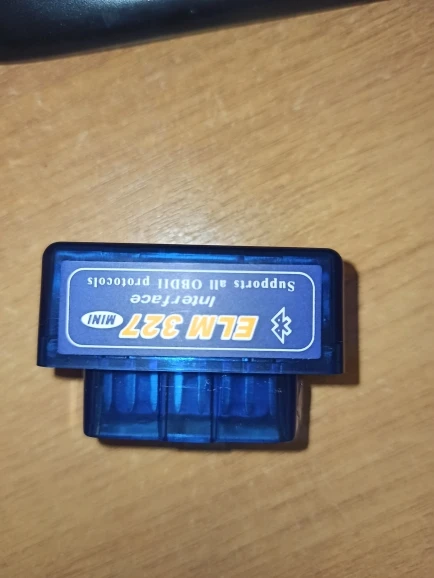 ELM 327 MINI
Interface
Supports all OBDII protocols